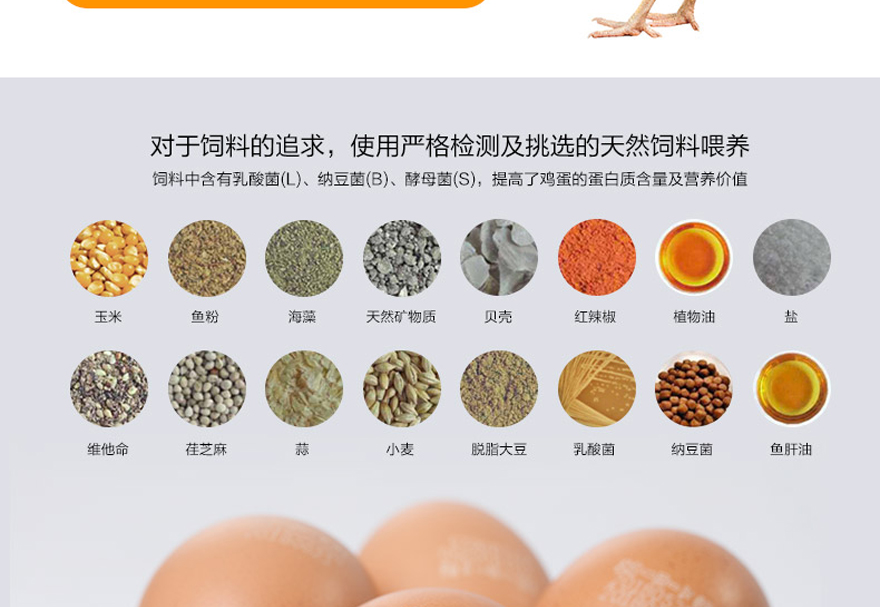 对于饲料的追求，使用严格检测及挑选的天然饲料喂养
饲料中含有乳酸菌(L)、纳豆菌(B)、酵母菌(S)，提高了鸡蛋的蛋白质含量及营养价值
玉米 鱼粉 海藻 天然矿物质 贝壳 红辣椒 植物油 盐
维他命 荏芝麻 蒜 小麦 脱脂大豆 乳酸菌 纳豆菌 鱼肝油